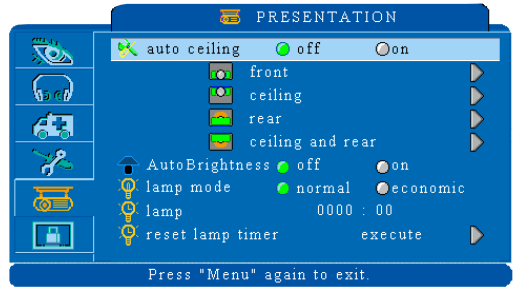 PRESENTATION
auto ceiling off on
front
ceiling
rear
ceiling and rear
AutoBrightness off on
lamp mode normal economic
lamp 0000 : 00
reset lamp timer execute
Press "Menu" again to exit.